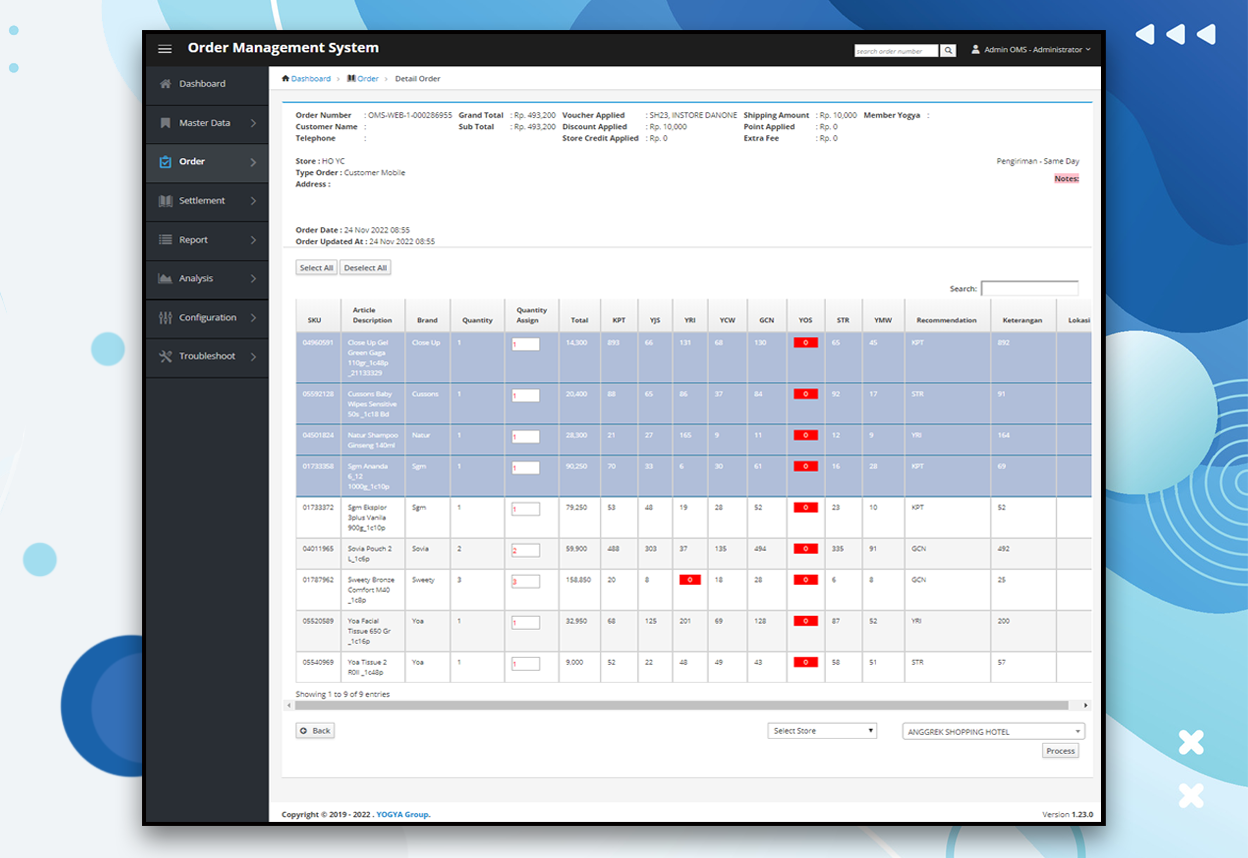 Order Management System
search order number
Admin OMS - Administrator
Dashboard
Master Data
Order
Settlement
Report
Analysis
Configuration
Troubleshoot
Dashboard > Order > Detail Order
Order Number : OMS-WEB-1-000286955 Grand Total : Rp. 493,200 Voucher Applied : SH23, INSTORE DANONE Shipping Amount : Rp. 10,000 Member Yogya :
Customer Name : Sub Total : Rp. 493,200 Discount Applied : Rp. 10,000 Point Applied : Rp. 0
Telephone : Store Credit Applied : Rp. 0 Extra Fee : Rp. 0
Store : HO YC Pengiriman - Same Day
Type Order : Customer Mobile
Address : Notes:
Order Date : 24 Nov 2022 08:55
Order Updated At : 24 Nov 2022 08:55
Select All Deselect All
Search:
SKU Article Description Brand Quantity Quantity Assign Total KPT YJS YRI YCW GCN YOS STR YMW Recommendation Keterangan Lokasi
04960591 Close Up Gel 
Green Gaga
110gr_1c48p
_21133329
Close Up 1 1 14,300 893 66 131 68 130 0 65 45 KPT 892
05592128 Cussons Baby
Wipes Sensitive
50s _1c18 Bd
Cussons 1 1 20,400 88 65 86 37 84 0 92 17 STR 91
04501824 Natur Shampoo
Ginseng 140ml
Natur 1 1 28,300 21 27 165 9 11 0 12 9 YRI 164
01733358 Sgm Ananda
6_12
1000g_1c10p
Sgm 1 1 90,250 70 33 6 30 61 0 16 28 KPT 69
01733372 Sgm Eksplor
3plus Vanila
900g_1c10p
Sgm 1 1 79,250 53 48 19 28 52 0 23 10 KPT 52
04011965 Sovia Pouch 2
L_1c6p
Sovia 2 2 59,900 488 303 37 135 494 0 335 91 GCN 492
01787962 Sweety Bronze
Comfort M40
_1c8p
Sweety 3 3 158,850 20 8 0 18 28 0 6 8 GCN 25
05520589 Yoa Facial
Tissue 650 Gr
_1c16p
Yoa 1 1 32,950 68 125 201 69 128 0 87 52 YRI 200
05540969 Yoa Tissue 2
R0ll _1c48p
Yoa 1 1 9,000 52 22 48 49 43 0 58 51 STR 57
Showing 1 to 9 of 9 entries
Back
Select Store
ANGGREK SHOPPING HOTEL
Process
Copyright © 2019 - 2022 . YOGYA Group.
Version 1.23.0